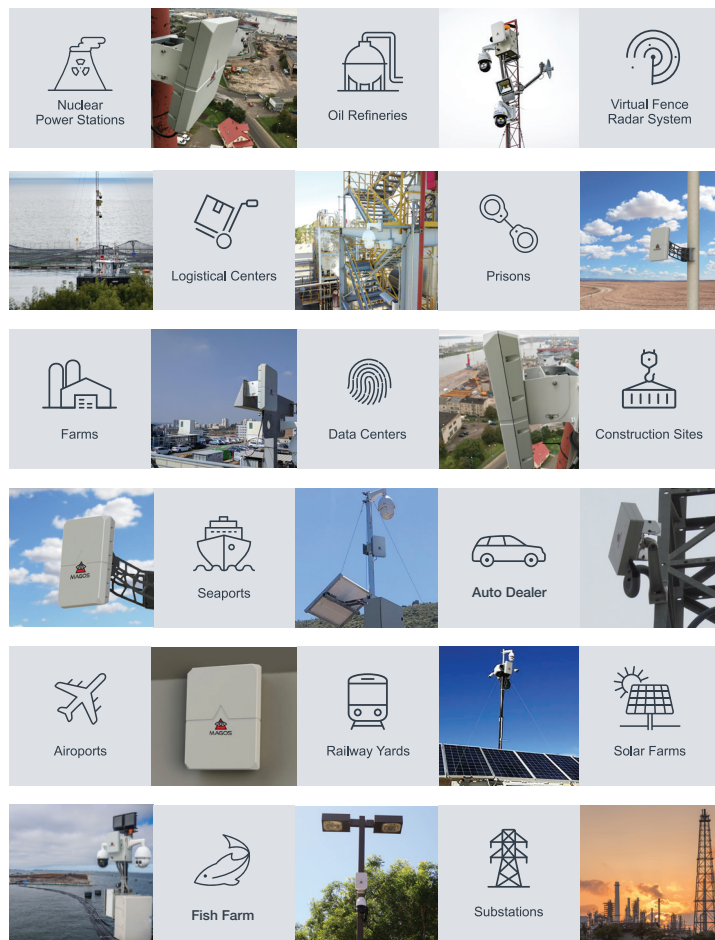 Nuclear
Power Stations
Oil Refineries
Virtual Fence
Radar System
Logistical Centers
Prisons
Farms
Data Centers
Construction Sites
MAGOS
Seaports
Auto Dealer
Airoports
MAGOS
Railway Yards
Solar Farms
Fish Farm
Substations